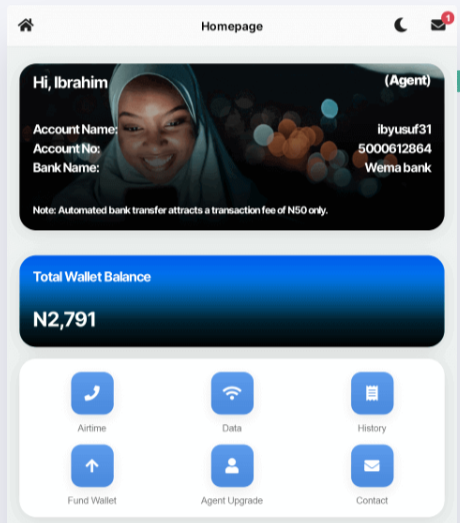 Homepage
1
Hi, Ibrahim (Agent)
Account Name: ibyusuf31
Account No: 5000612864
Bank Name: Wema bank
Note: Automated bank transfer attracts a transaction fee of N50 only.
Total Wallet Balance
N2,791
Airtime Data History
Fund Wallet Agent Upgrade Contact